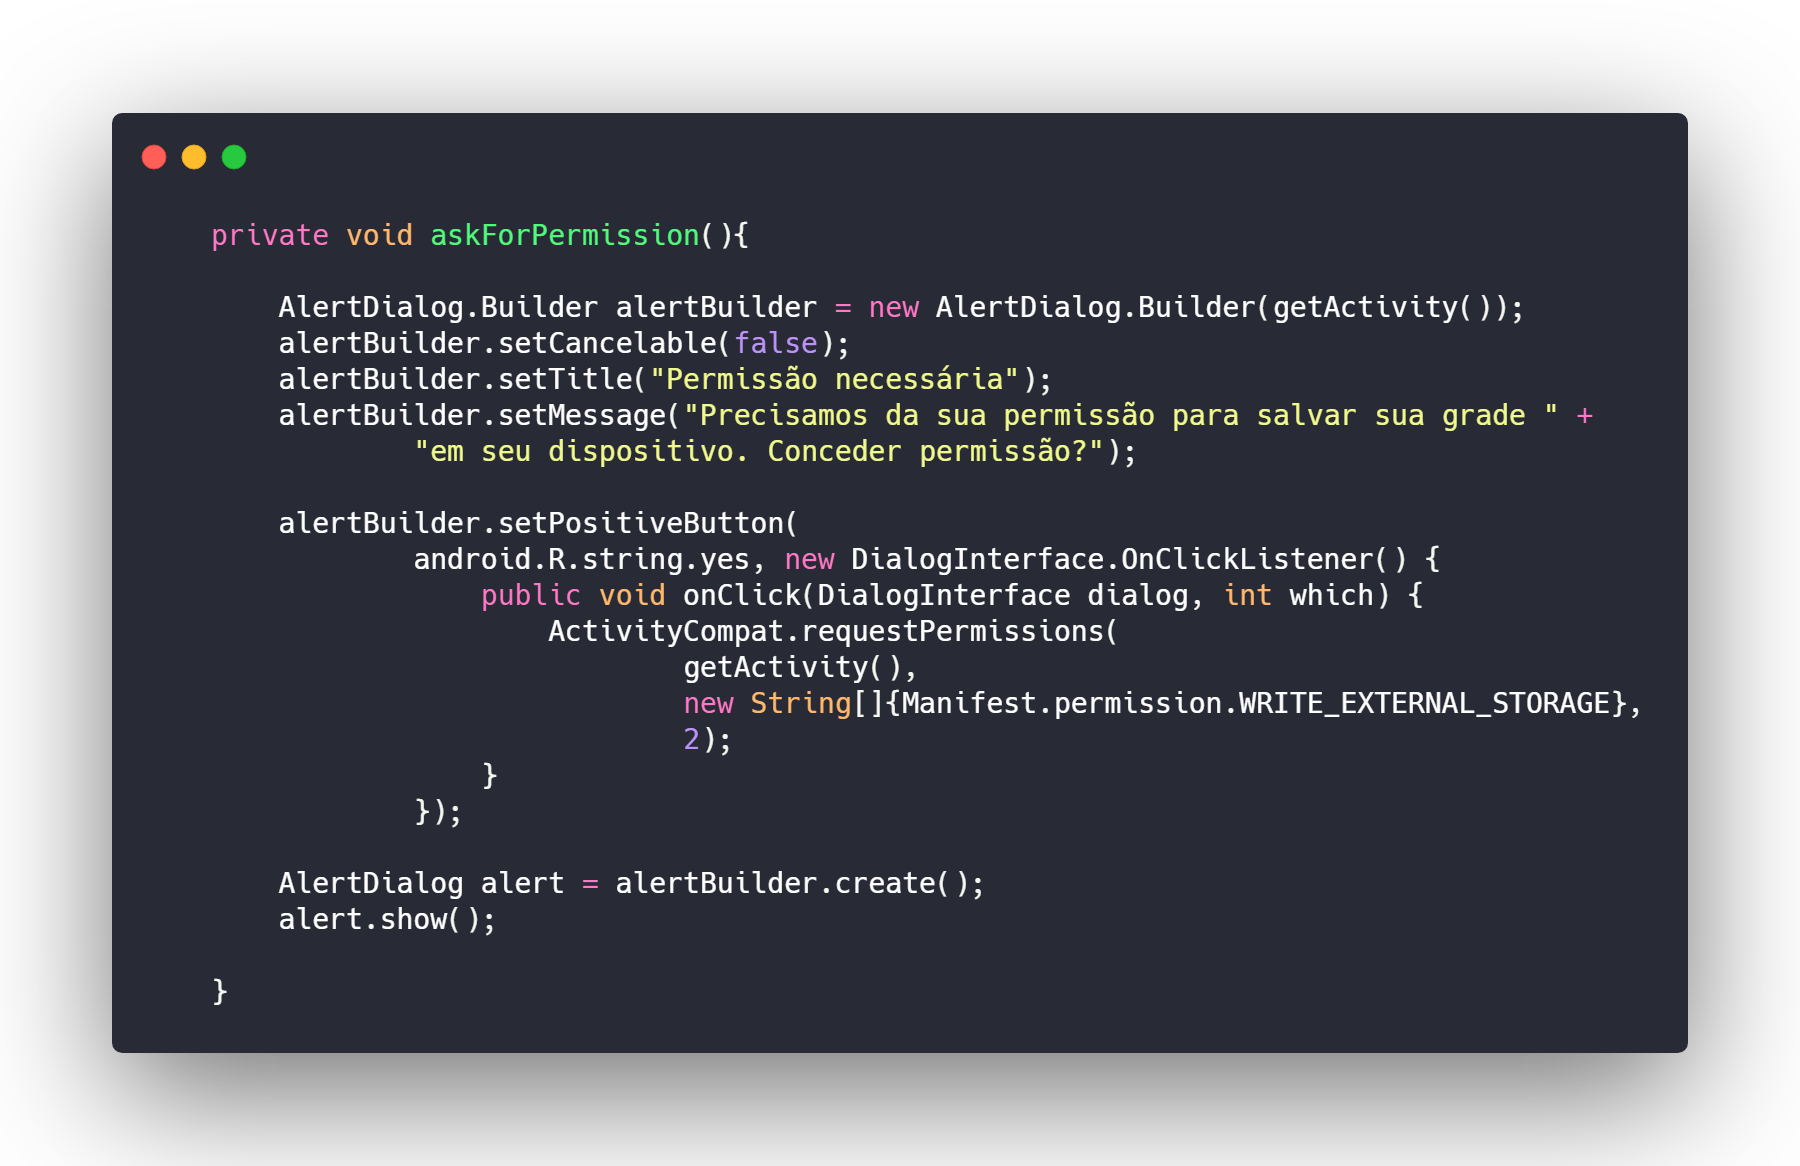 private void askForPermission(){
AlertDialog.Builder alertBuilder = new AlertDialog.Builder(getActivity());
alertBuilder.setCancelable(false);
alertBuilder.setTitle("Permissão necessária");
alertBuilder.setMessage("Precisamos da sua permissão para salvar sua grade " +
"em seu dispositivo. Conceder permissão?");
alertBuilder.setPositiveButton(
android.R.string.yes, new DialogInterface.OnClickListener() {
public void onClick(DialogInterface dialog, int which) {
ActivityCompat.requestPermissions(
getActivity(),
new String[]{Manifest.permission.WRITE_EXTERNAL_STORAGE},
2);
}
});
AlertDialog alert = alertBuilder.create();
alert.show();
}